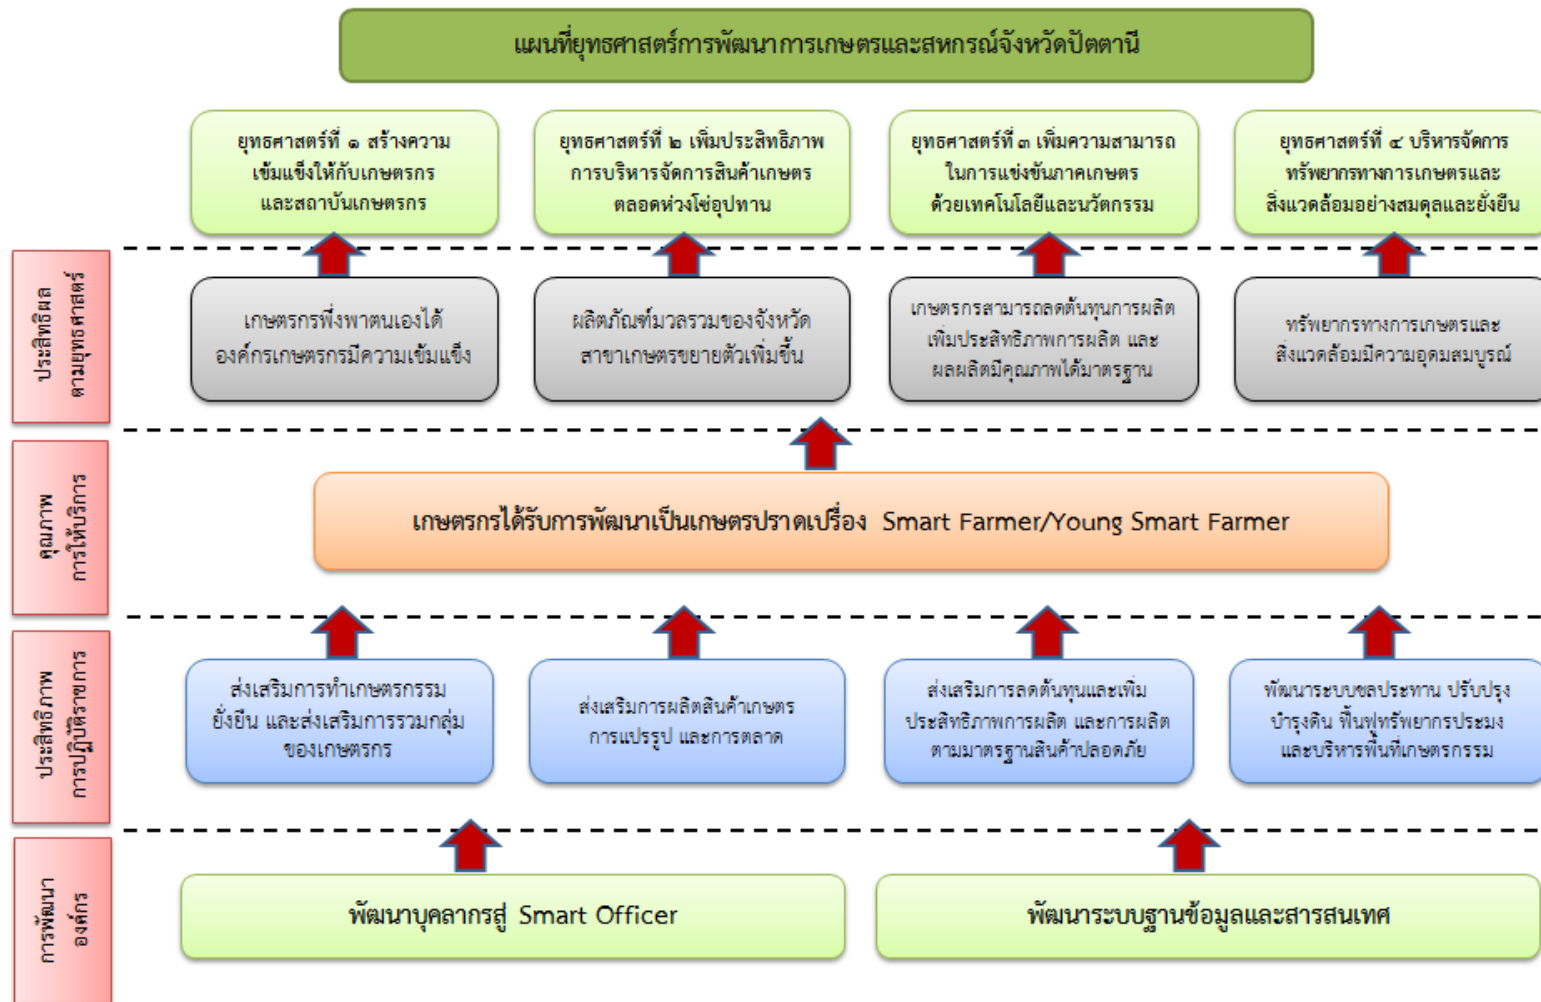 แผนที่ยุทธศาสตร์การพัฒนาการเกษตรและสหกรณ์จังหวัดปัตตานี
ยุทธศาสตร์ที่ ๑ สร้างความ
เข้มแข็งให้กับเกษตรกร
และสถาบันเกษตรกร
ยุทธศาสตร์ที่ ๒ เพิ่มประสิทธิภาพ
การบริหารจัดการสินค้าเกษตร
ตลอดห่วงโซ่อุปทาน
ยุทธศาสตร์ที่ ๓ เพิ่มความสามารถ
ในการแข่งขันภาคเกษตร
ด้วยเทคโนโลยีและนวัตกรรม
ยุทธศาสตร์ที่ ๔ บริหารจัดการ
ทรัพยากรทางการเกษตรและ
สิ่งแวดล้อมอย่างสมดุลและยั่งยืน
ประสิทธิผล
ตามยุทธศาสตร์
เกษตรกรพึ่งพาตนเองได้
องค์กรเกษตรกรมีความเข้มแข็ง
ผลิตภัณฑ์มวลรวมของจังหวัด
สาขาเกษตรขยายตัวเพิ่มขึ้น
เกษตรกรสามารถลดต้นทุนการผลิต
เพิ่มประสิทธิภาพการผลิต และ
ผลผลิตมีคุณภาพได้มาตรฐาน
ทรัพยากรทางการเกษตรและ
สิ่งแวดล้อมมีความอุดมสมบูรณ์
คุณภาพ
การให้บริการ
เกษตรกรได้รับการพัฒนาเป็นเกษตรปราดเปรื่อง Smart Farmer/Young Smart Farmer
ประสิทธิภาพ
การปฏิบัติราชการ
ส่งเสริมการทำเกษตรกรรม
ยั่งยืน และส่งเสริมการรวมกลุ่ม
ของเกษตรกร
ส่งเสริมการผลิตสินค้าเกษตร
การแปรรูป และการตลาด
ส่งเสริมการลดต้นทุนและเพิ่ม
ประสิทธิภาพการผลิต และการผลิต
ตามมาตรฐานสินค้าปลอดภัย
พัฒนาระบบชลประทาน ปรับปรุง
บำรุงดิน ฟื้นฟูทรัพยากรประมง
และบริหารพื้นที่เกษตรกรรม
การพัฒนา
องค์กร
พัฒนาบุคลากรสู่ Smart Officer
พัฒนาระบบฐานข้อมูลและสารสนเทศ